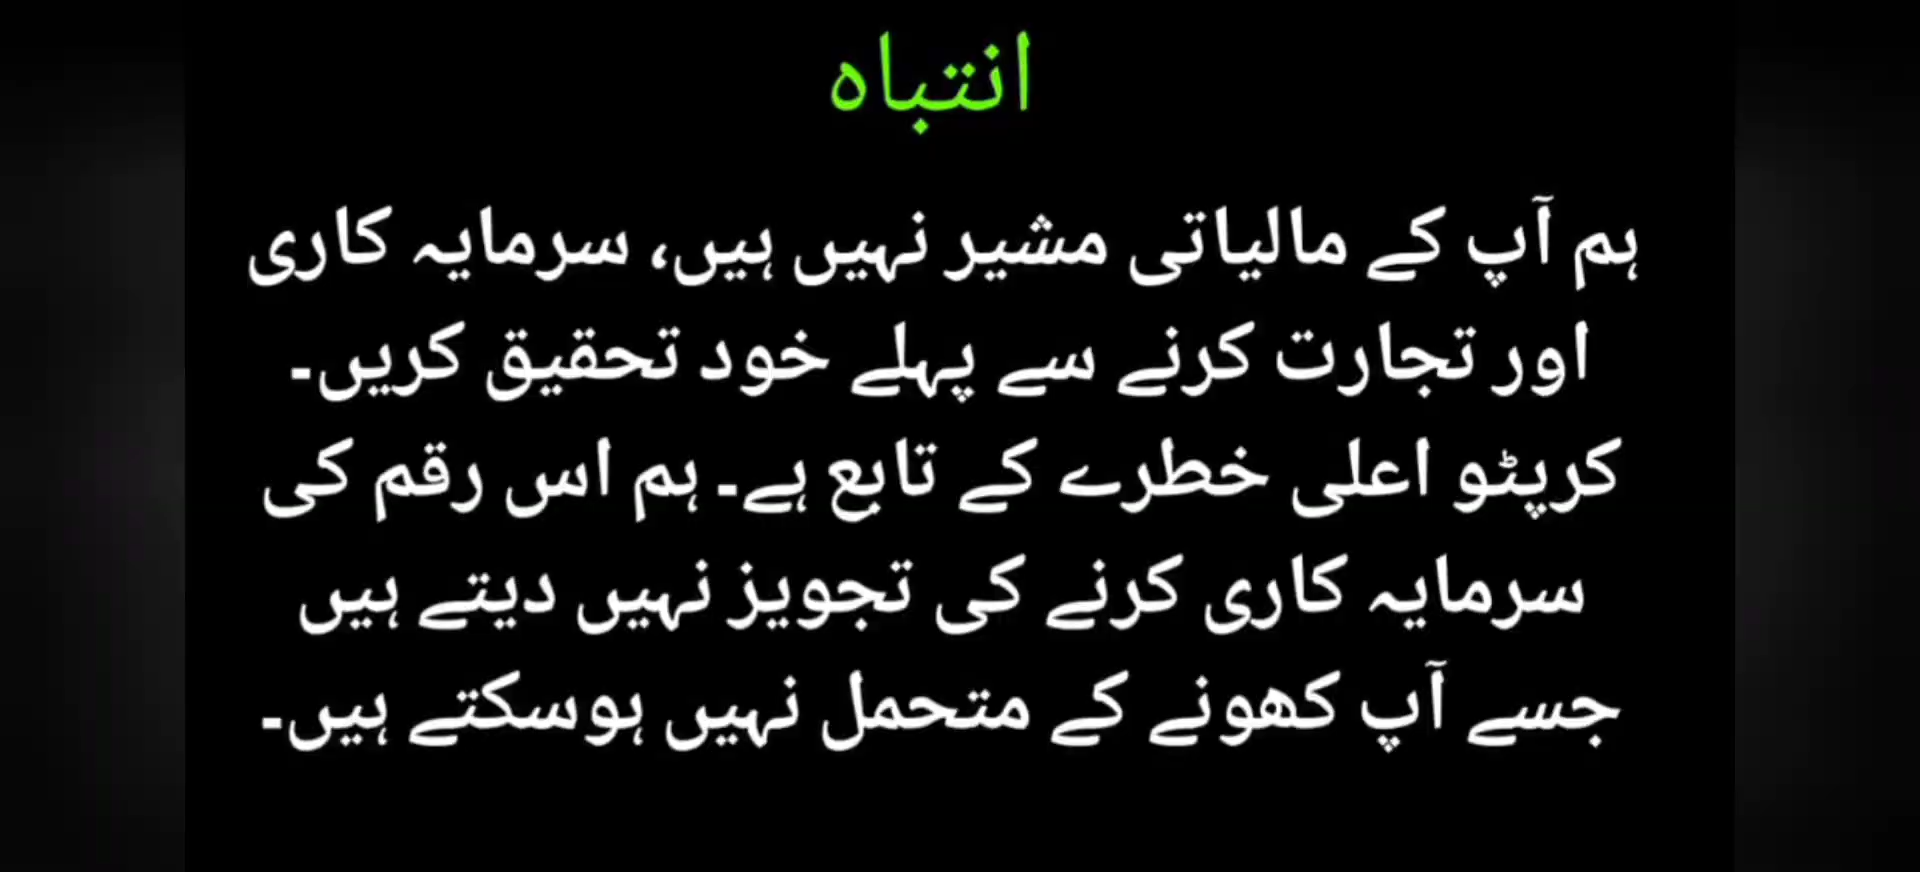 انتباہ
ہم آپ کے مالیاتی مشیر نہیں ہیں، سرمایہ کاری
اور تجارت کرنے سے پہلے خود تحقیق کریں۔
کرپٹو اعلی خطرے کے تابع ہے۔ ہم اس رقم کی
سرمایہ کاری کرنے کی تجویز نہیں دیتے ہیں
جسے آپ کھونے کے متحمل نہیں ہوسکتے ہیں۔